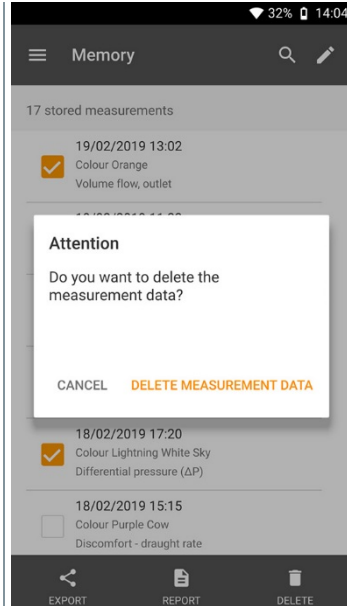 32% 14:04
Memory
17 stored measurements
19/02/2019 13:02
Colour Orange
Volume flow, outlet
Attention
Do you want to delete the
measurement data?
CANCEL DELETE MEASUREMENT DATA
18/02/2019 17:20
Colour Lightning White Sky
Differential pressure (ΔP)
18/02/2019 15:15
Colour Purple Cow
Discomfort - draught rate
EXPORT REPORT DELETE